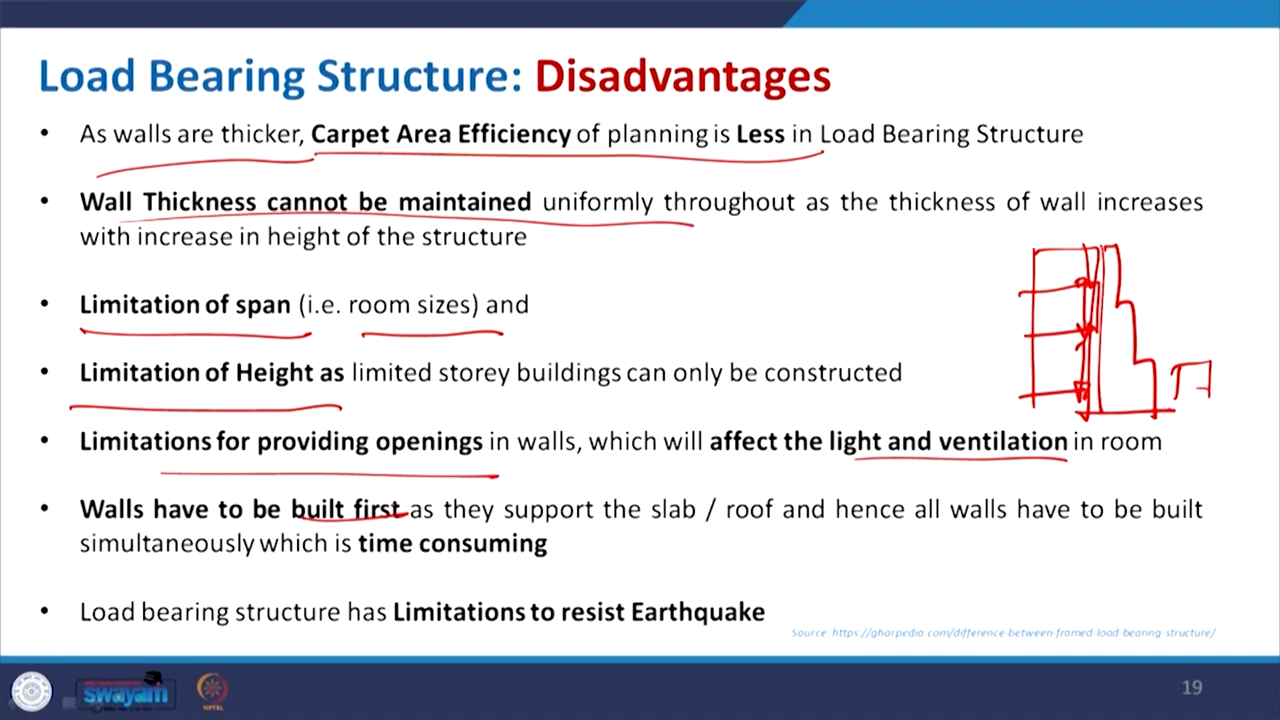 Load Bearing Structure: Disadvantages
• As walls are thicker, Carpet Area Efficiency of planning is Less in Load Bearing Structure
• Wall Thickness cannot be maintained uniformly throughout as the thickness of wall increases
with increase in height of the structure
• Limitation of span (i.e. room sizes) and
• Limitation of Height as limited storey buildings can only be constructed
• Limitations for providing openings in walls, which will affect the light and ventilation in room
• Walls have to be built first as they support the slab / roof and hence all walls have to be built
simultaneously which is time consuming
• Load bearing structure has Limitations to resist Earthquake
Source: https://gharpedia.com/difference-between-framed-load-bearing-structure/
swayam
NPTEL
19